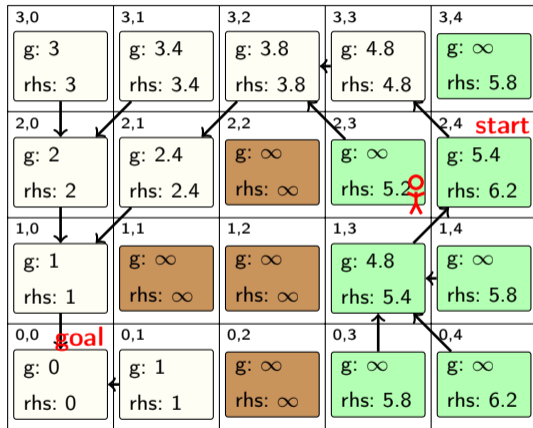 3,0 3,1 3,2 3,3 3,4
g: 3 g: 3.4 g: 3.8 g: 4.8 g: ∞
rhs: 3 rhs: 3.4 rhs: 3.8 rhs: 4.8 rhs: 5.8
2,0 2,1 2,2 2,3 2,4 start
g: 2 g: 2.4 g: ∞ g: ∞ g: 5.4
rhs: 2 rhs: 2.4 rhs: ∞ rhs: 5.2 rhs: 6.2
1,0 1,1 1,2 1,3 1,4
g: 1 g: ∞ g: ∞ g: 4.8 g: ∞
rhs: 1 rhs: ∞ rhs: ∞ rhs: 5.4 rhs: 5.8
0,0 goal 0,1 0,2 0,3 0,4
g: 0 g: 1 g: ∞ g: ∞ g: ∞
rhs: 0 rhs: 1 rhs: ∞ rhs: 5.8 rhs: 6.2